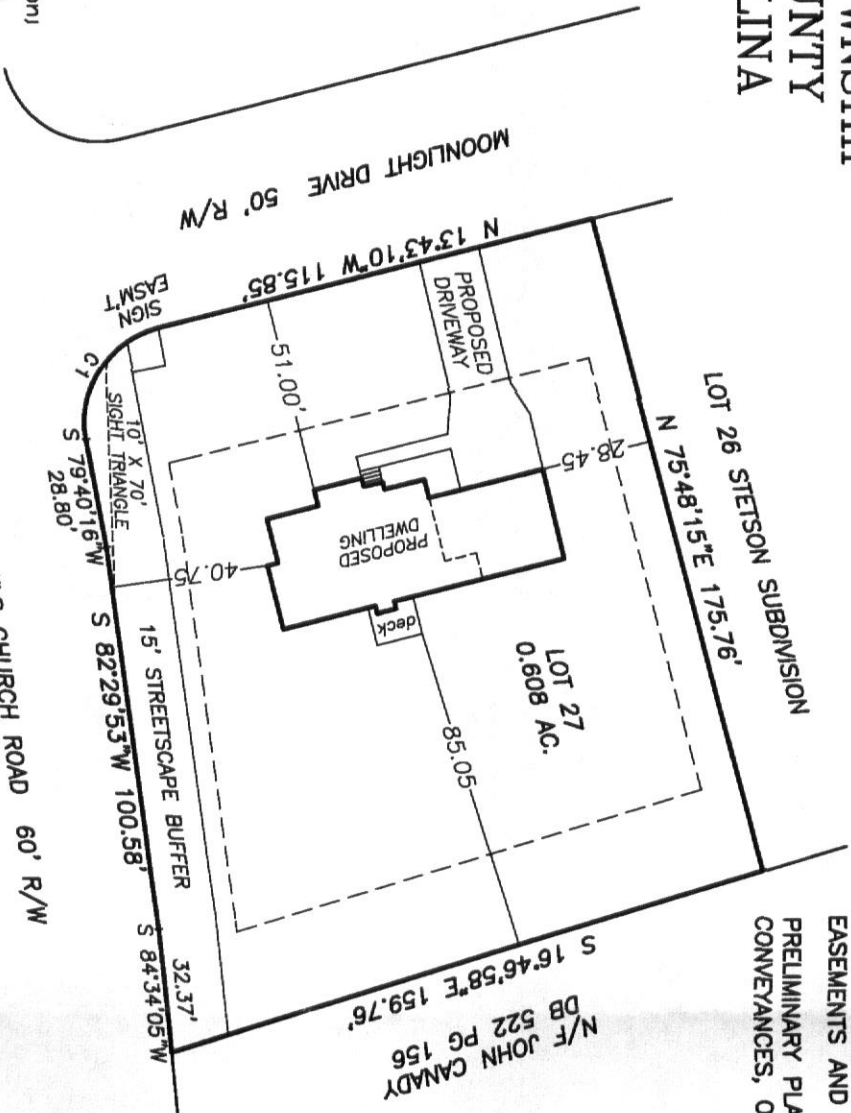 UNTY
LINA
MOONLIGHT DRIVE 50' R/W
N 13°43'10"W 115.85'
SIGN
EASM'T
C1
PROPOSED
DRIVEWAY
LOT 26 STETSON SUBDIVISION
N 75°48'15"E 175.76'
28.45
51.00'
PROPOSED
DWELLING
deck
LOT 27
0.608 AC.
40.75
85.05
10' X 70'
SIGHT TRIANGLE
S 79°40'16"W
28.80'
15' STREETSCAPE BUFFER
S 82°29'53"W 100.58'
32.37'
S 84°34'05"W
CHURCH ROAD 60' R/W
S 16°46'58"E 159.76'
N/F JOHN CANADY
DB 522 PG 156
EASEMENTS AND
PRELIMINARY PLA
CONVEYANCES, O